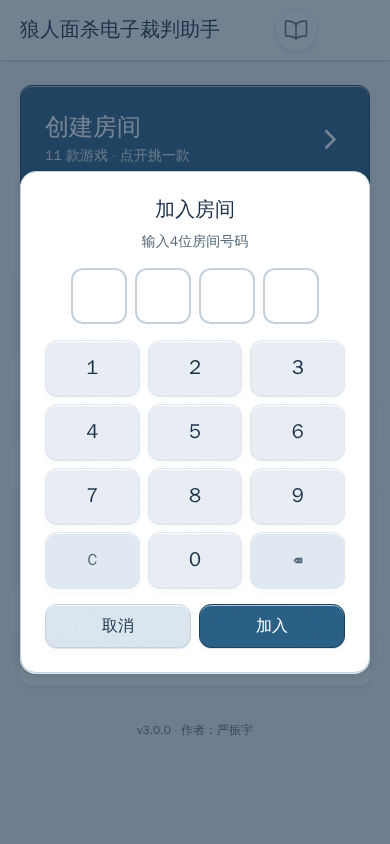 狼人面杀电子裁判助手
创建房间
11 款游戏 · 点开挑一款
加入房间
输入4位房间号码
1 2 3
4 5 6
7 8 9
C 0 ⌫
取消 加入
v3.0.0 · 作者：严振宇